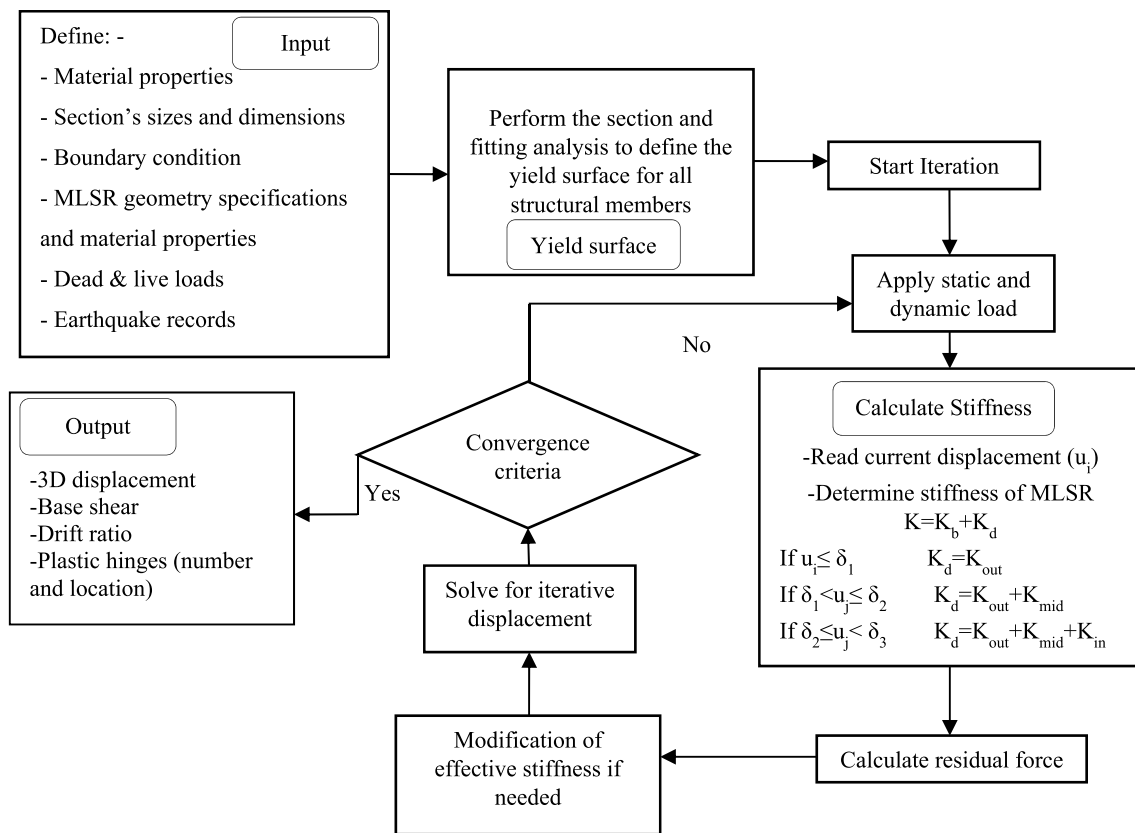 Input
Define: -
- Material properties
- Section’s sizes and dimensions
- Boundary condition
- MLSR geometry specifications
and material properties
- Dead & live loads
- Earthquake records
Perform the section and
fitting analysis to define the
yield surface for all
structural members
Yield surface
Start Iteration
Apply static and
dynamic load
Calculate Stiffness
-Read current displacement (u_i)
-Determine stiffness of MLSR
K=K_b+K_d
If u_i≤ δ_1 K_d=K_out
If δ_1<u_j≤ δ_2 K_d=K_out+K_mid
If δ_2≤u_j< δ_3 K_d=K_out+K_mid+K_in
Calculate residual force
Modification of
effective stiffness if
needed
Solve for iterative
displacement
Convergence
criteria
No
Yes
Output
-3D displacement
-Base shear
-Drift ratio
-Plastic hinges (number
and location)